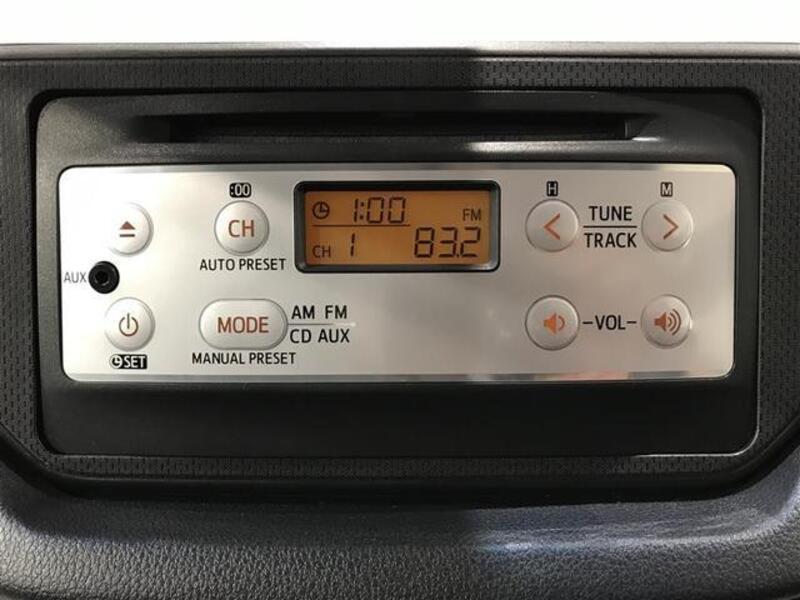 :00
H
M
CH
1:00
FM
CH 1
83.2
TUNE
TRACK
AUTO PRESET
AUX
MODE
AM FM
CD AUX
VOL
SET
MANUAL PRESET